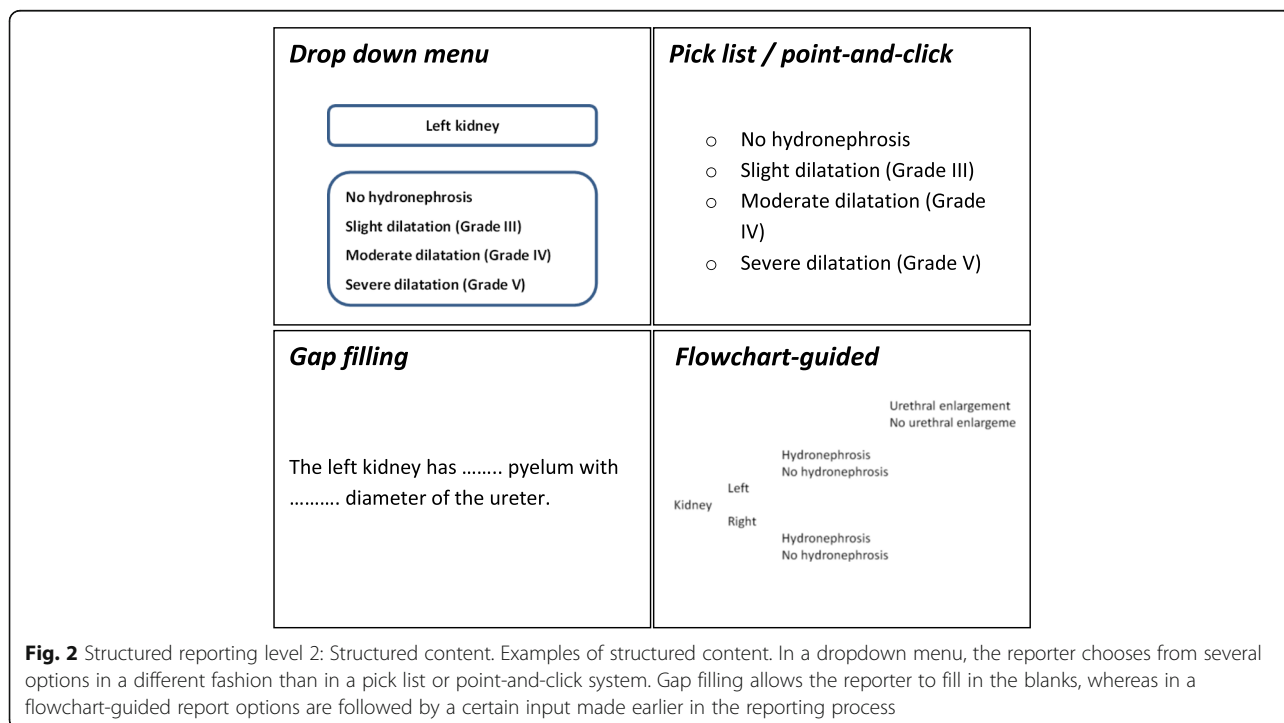 Drop down menu
Left kidney
No hydronephrosis
Slight dilatation (Grade III)
Moderate dilatation (Grade IV)
Severe dilatation (Grade V)
Pick list / point-and-click
o No hydronephrosis
o Slight dilatation (Grade III)
o Moderate dilatation (Grade
IV)
o Severe dilatation (Grade V)
Gap filling
The left kidney has …….. pyelum with
………. diameter of the ureter.
Flowchart-guided
Urethral enlargement
No urethral enlargeme
Hydronephrosis
No hydronephrosis
Left
Kidney
Right
Hydronephrosis
No hydronephrosis
Fig. 2 Structured reporting level 2: Structured content. Examples of structured content. In a dropdown menu, the reporter chooses from several
options in a different fashion than in a pick list or point-and-click system. Gap filling allows the reporter to fill in the blanks, whereas in a
flowchart-guided report options are followed by a certain input made earlier in the reporting process